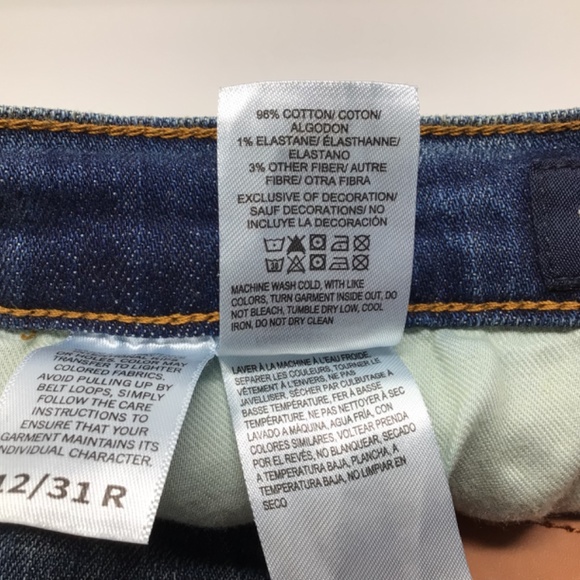 96% COTTON/ COTON/
ALGODON
1% ELASTANE/ ÉLASTHANNE/
ELASTANO
3% OTHER FIBER/ AUTRE
FIBRE/ OTRA FIBRA
EXCLUSIVE OF DECORATION/
SAUF DECORATIONS/ NO
INCLUYE LA DECORACIÓN
30
MACHINE WASH COLD, WITH LIKE
COLORS, TURN GARMENT INSIDE OUT, DO
NOT BLEACH, TUMBLE DRY LOW, COOL
IRON, DO NOT DRY CLEAN
LAVER À LA MACHINE À L'EAU FROIDE,
SEPARER LES COULEURS, TOURNER LE
VÊTEMENT À L'ENVERS, NE PAS
JAVELLISER, SÉCHER PAR CULBUTAGE À
BASSE TEMPÉRATURE, FER À BASSE
TEMPÉRATURE, NE PAS NETTOYER À SEC
LAVADO A MÁQUINA, AGUA FRÍA, CON
COLORES SIMILARES, VOLTEAR PRENDA
POR EL REVÉS, NO BLANQUEAR, SECADO
A TEMPERATURA BAJA, PLANCHA, A
TEMPERATURA BAJA, NO LIMPIAR EN
SECO
TRANSFER TO LIGHTER
COLORED FABRICS.
AVOID PULLING UP BY
BELT LOOPS, SIMPLY
FOLLOW THE CARE
INSTRUCTIONS TO
ENSURE THAT YOUR
GARMENT MAINTAINS ITS
INDIVIDUAL CHARACTER.
12/31 R